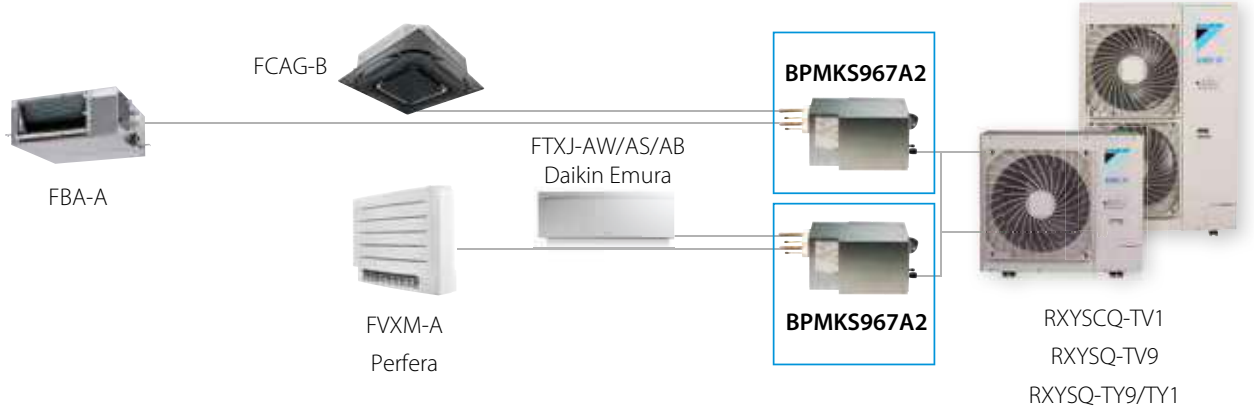 FCAG-B
BPMKS967A2
FBA-A
FTXJ-AW/AS/AB
Daikin Emura
FVXM-A
Perfera
BPMKS967A2
RXYSCQ-TV1
RXYSQ-TV9
RXYSQ-TY9/TY1